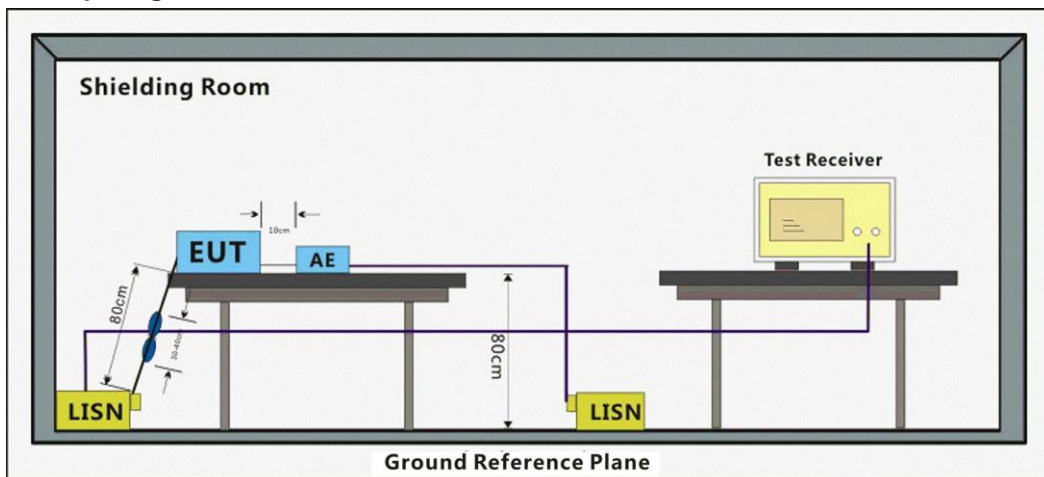 Shielding Room
Test Receiver
10cm
EUT
AE
80cm
30-40cm
80cm
LISN
LISN
Ground Reference Plane